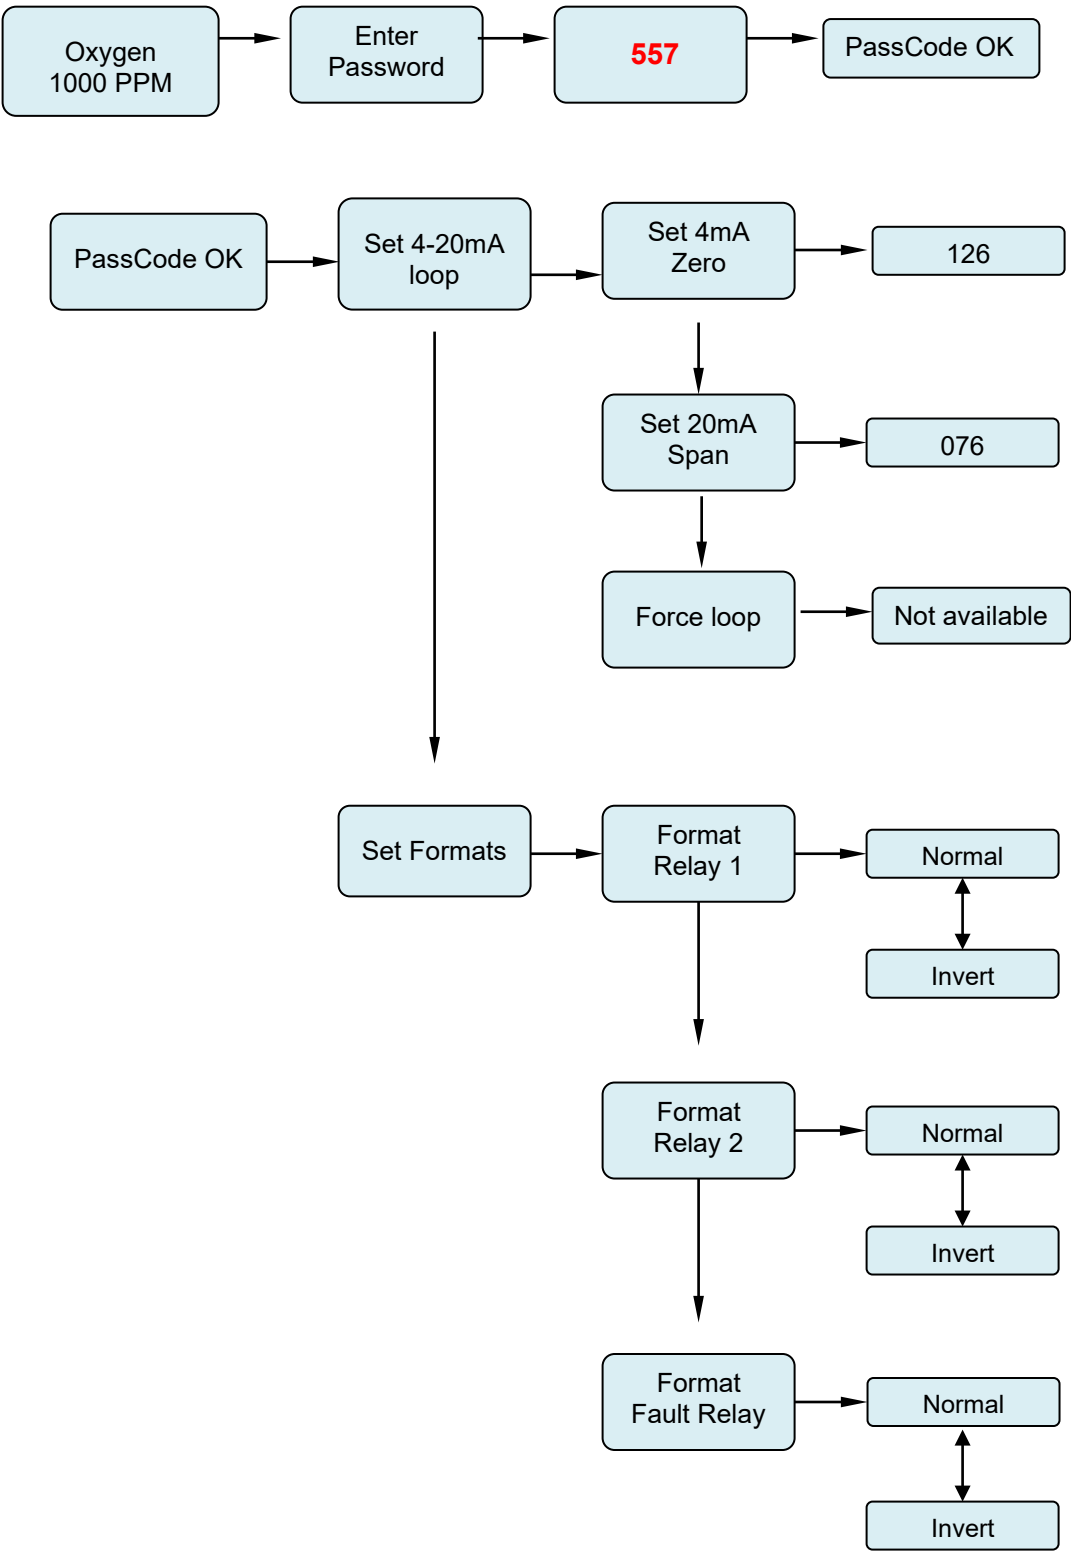 Oxygen
1000 PPM
Enter
Password
557
PassCode OK
PassCode OK
Set 4-20mA
loop
Set 4mA
Zero
126
Set 20mA
Span
076
Force loop
Not available
Set Formats
Format
Relay 1
Normal
Invert
Format
Relay 2
Normal
Invert
Format
Fault Relay
Normal
Invert